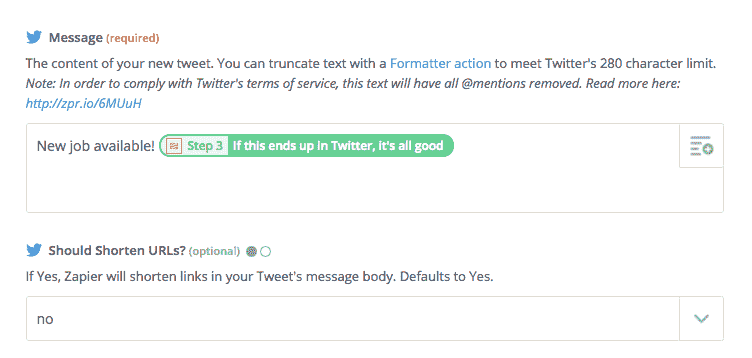 Message (required)
The content of your new tweet. You can truncate text with a Formatter action to meet Twitter's 280 character limit.
Note: In order to comply with Twitter's terms of service, this text will have all @mentions removed. Read more here:
http://zpr.io/6MUuH
New job available! Step 3 If this ends up in Twitter, it's all good
Should Shorten URLs? (optional)
If Yes, Zapier will shorten links in your Tweet's message body. Defaults to Yes.
no